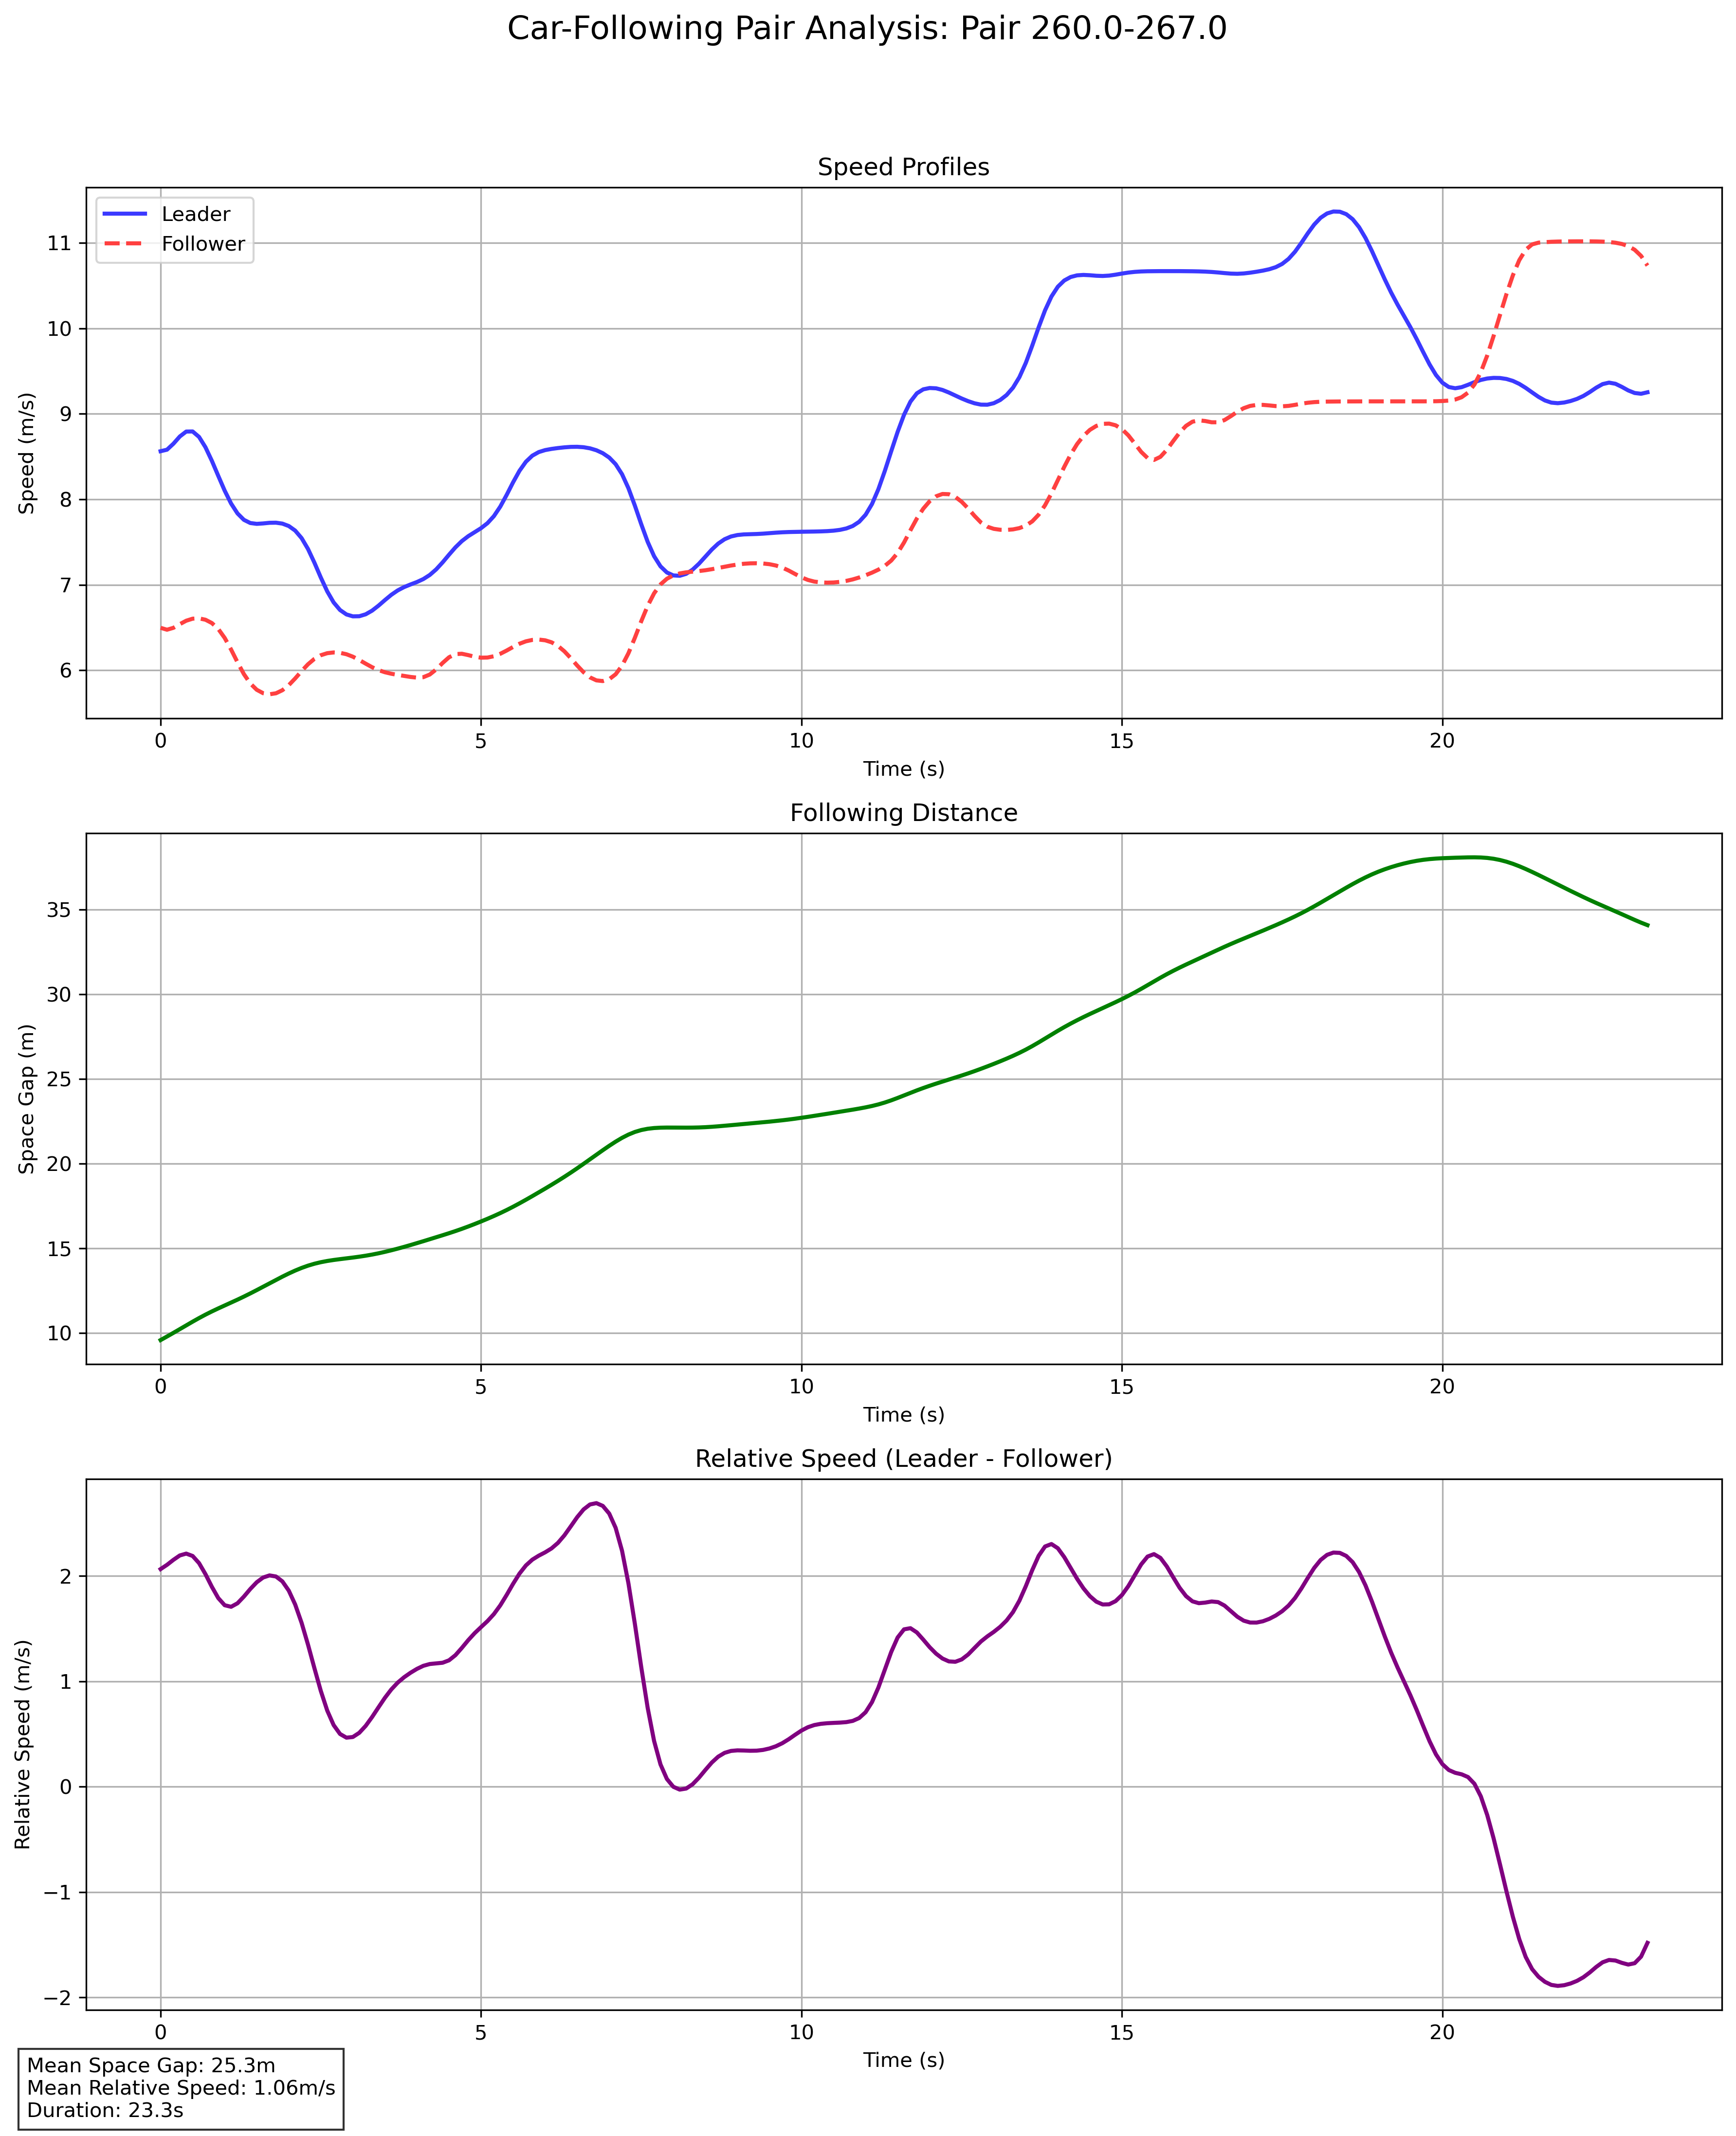 Car-Following Pair Analysis: Pair 260.0-267.0
Speed Profiles
Leader
Follower
11
10
9
8
7
6
Speed (m/s)
0 5 10 15 20
Time (s)
Following Distance
35
30
25
20
15
10
Space Gap (m)
0 5 10 15 20
Time (s)
Relative Speed (Leader - Follower)
2
1
0
−1
−2
Relative Speed (m/s)
0 5 10 15 20
Time (s)
Mean Space Gap: 25.3m
Mean Relative Speed: 1.06m/s
Duration: 23.3s